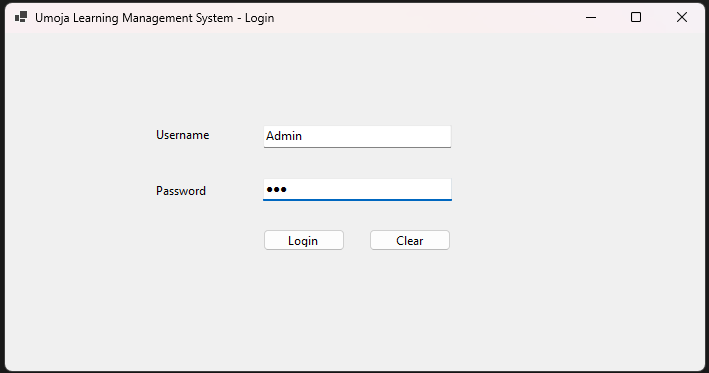 Umoja Learning Management System - Login
Username
Admin
Password
●●●
Login
Clear